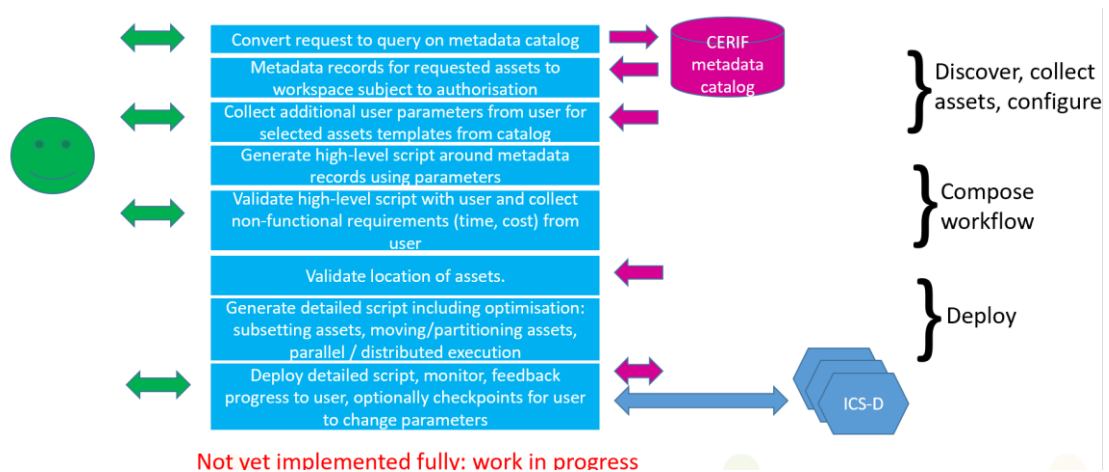 Convert request to query on metadata catalog
Metadata records for requested assets to
workspace subject to authorisation
Collect additional user parameters from user for
selected assets templates from catalog
Generate high-level script around metadata
records using parameters
Validate high-level script with user and collect
non-functional requirements (time, cost) from
user
Validate location of assets.
Generate detailed script including optimisation:
subsetting assets, moving/partitioning assets,
parallel / distributed execution
Deploy detailed script, monitor, feedback
progress to user, optionally checkpoints for user
to change parameters
CERIF
metadata
catalog
Discover, collect
assets, configure
Compose
workflow
Deploy
ICS-D
Not yet implemented fully: work in progress